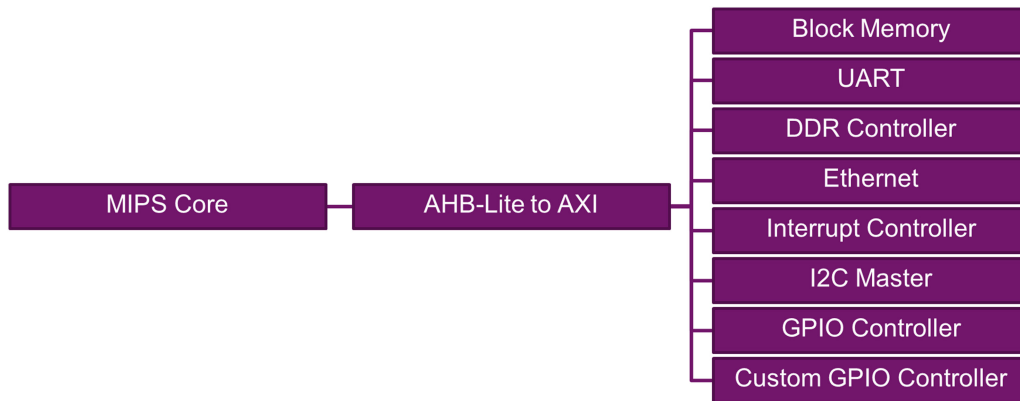 MIPS Core
AHB-Lite to AXI
Block Memory
UART
DDR Controller
Ethernet
Interrupt Controller
I2C Master
GPIO Controller
Custom GPIO Controller